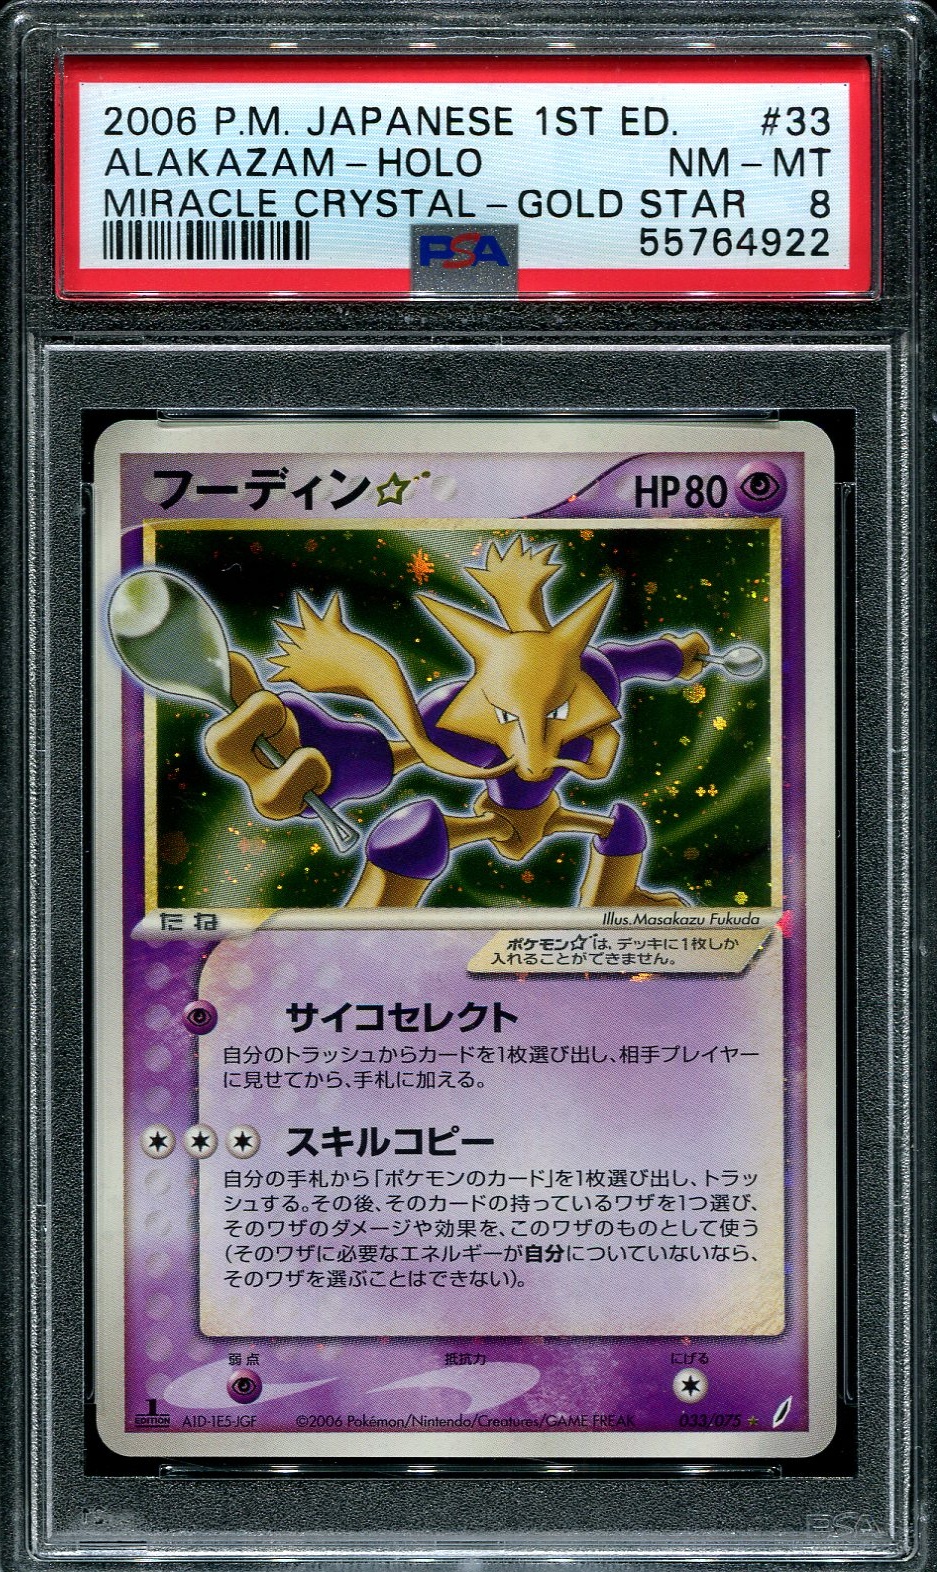 2006 P.M. JAPANESE 1ST ED. #33
ALAKAZAM-HOLO NM-MT
MIRACLE CRYSTAL-GOLD STAR 8
PSA 55764922
フーディン☆ HP80
たね
Illus. Masakazu Fukuda
ポケモン☆は、デッキに1枚しか
入れることができません。
サイコセレクト
自分のトラッシュからカードを1枚選び出し、相手プレイヤー
に見せてから、手札に加える。
スキルコピー
自分の手札から「ポケモンのカード」を1枚選び出し、トラッ
シュする。その後、そのカードの持っているワザを1つ選び、
そのワザのダメージや効果を、このワザのものとして使う
(そのワザに必要なエネルギーが自分についていないなら、
そのワザを選ぶことはできない)。
弱点 抵抗力 にげる
1 EDITION A1D-1E5-JGF ©2006 Pokémon/Nintendo/Creatures/GAME FREAK 033/075 ★
PSA